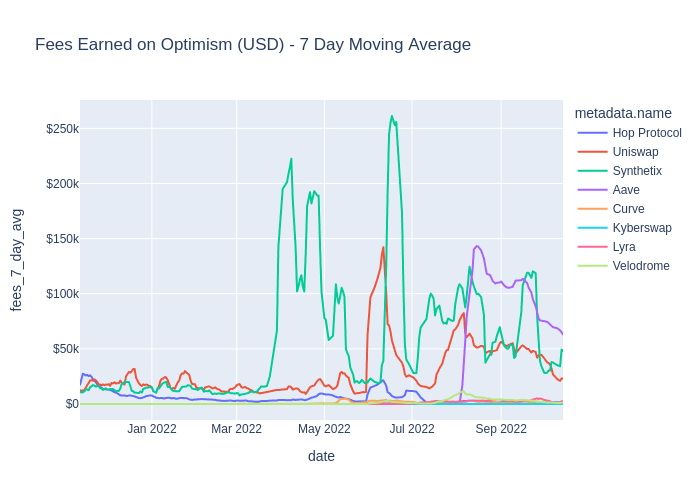 Fees Earned on Optimism (USD) - 7 Day Moving Average
metadata.name
Hop Protocol
Uniswap
Synthetix
Aave
Curve
Kyberswap
Lyra
Velodrome
fees_7_day_avg
$250k
$200k
$150k
$100k
$50k
$0
Jan 2022
Mar 2022
May 2022
Jul 2022
Sep 2022
date